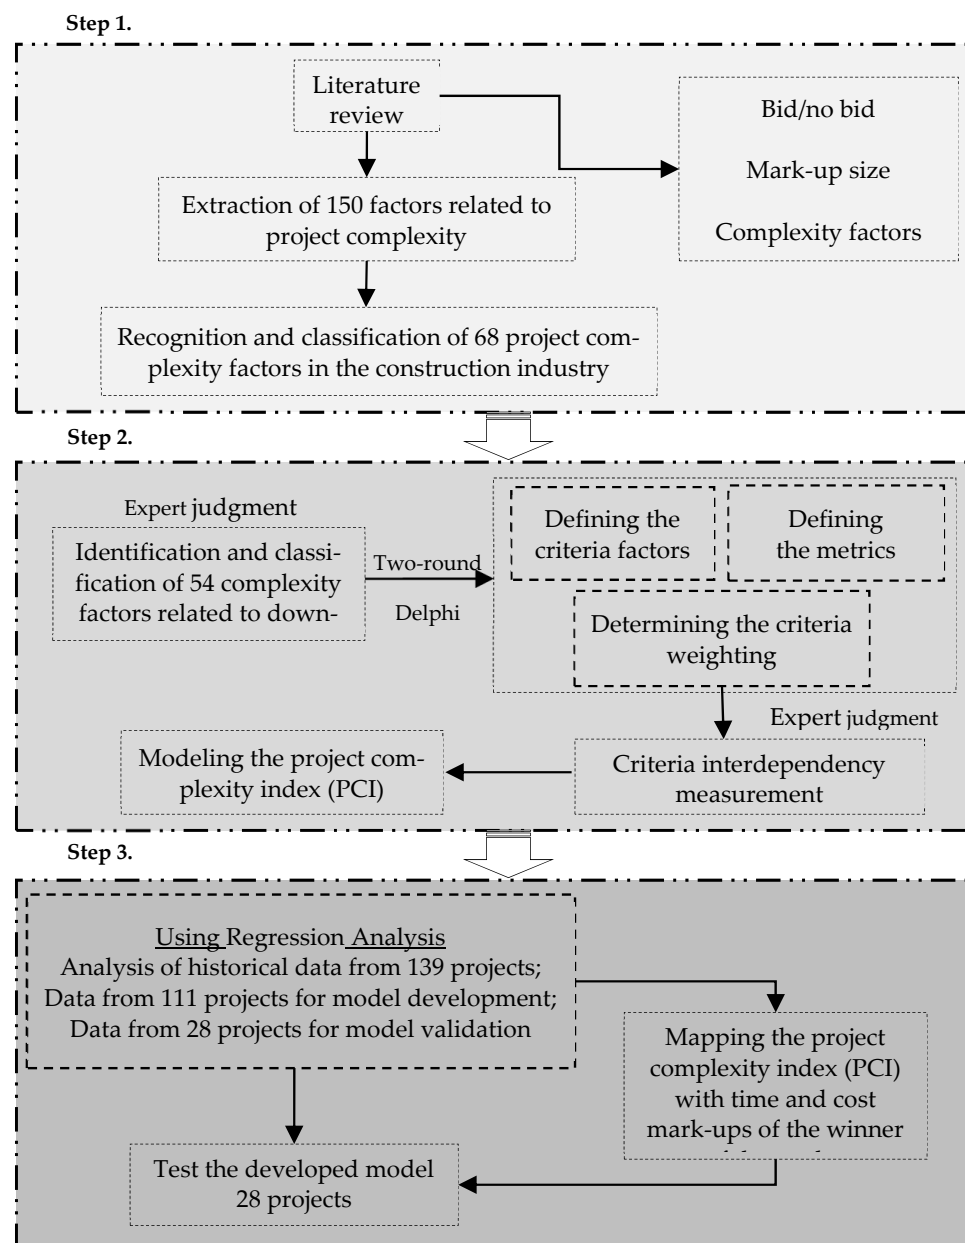 Step 1.
Literature
review
Bid/no bid
Mark-up size
Complexity factors
Extraction of 150 factors related to
project complexity
Recognition and classification of 68 project com-
plexity factors in the construction industry
Step 2.
Expert judgment
Identification and classi-
fication of 54 complexity
factors related to down-
Two-round
Delphi
Defining the
criteria factors
Defining
the metrics
Determining the criteria
weighting
Expert judgment
Criteria interdependency
measurement
Modeling the project com-
plexity index (PCI)
Step 3.
Using Regression Analysis
Analysis of historical data from 139 projects;
Data from 111 projects for model development;
Data from 28 projects for model validation
Mapping the project
complexity index (PCI)
with time and cost
mark-ups of the winner
Test the developed model
28 projects